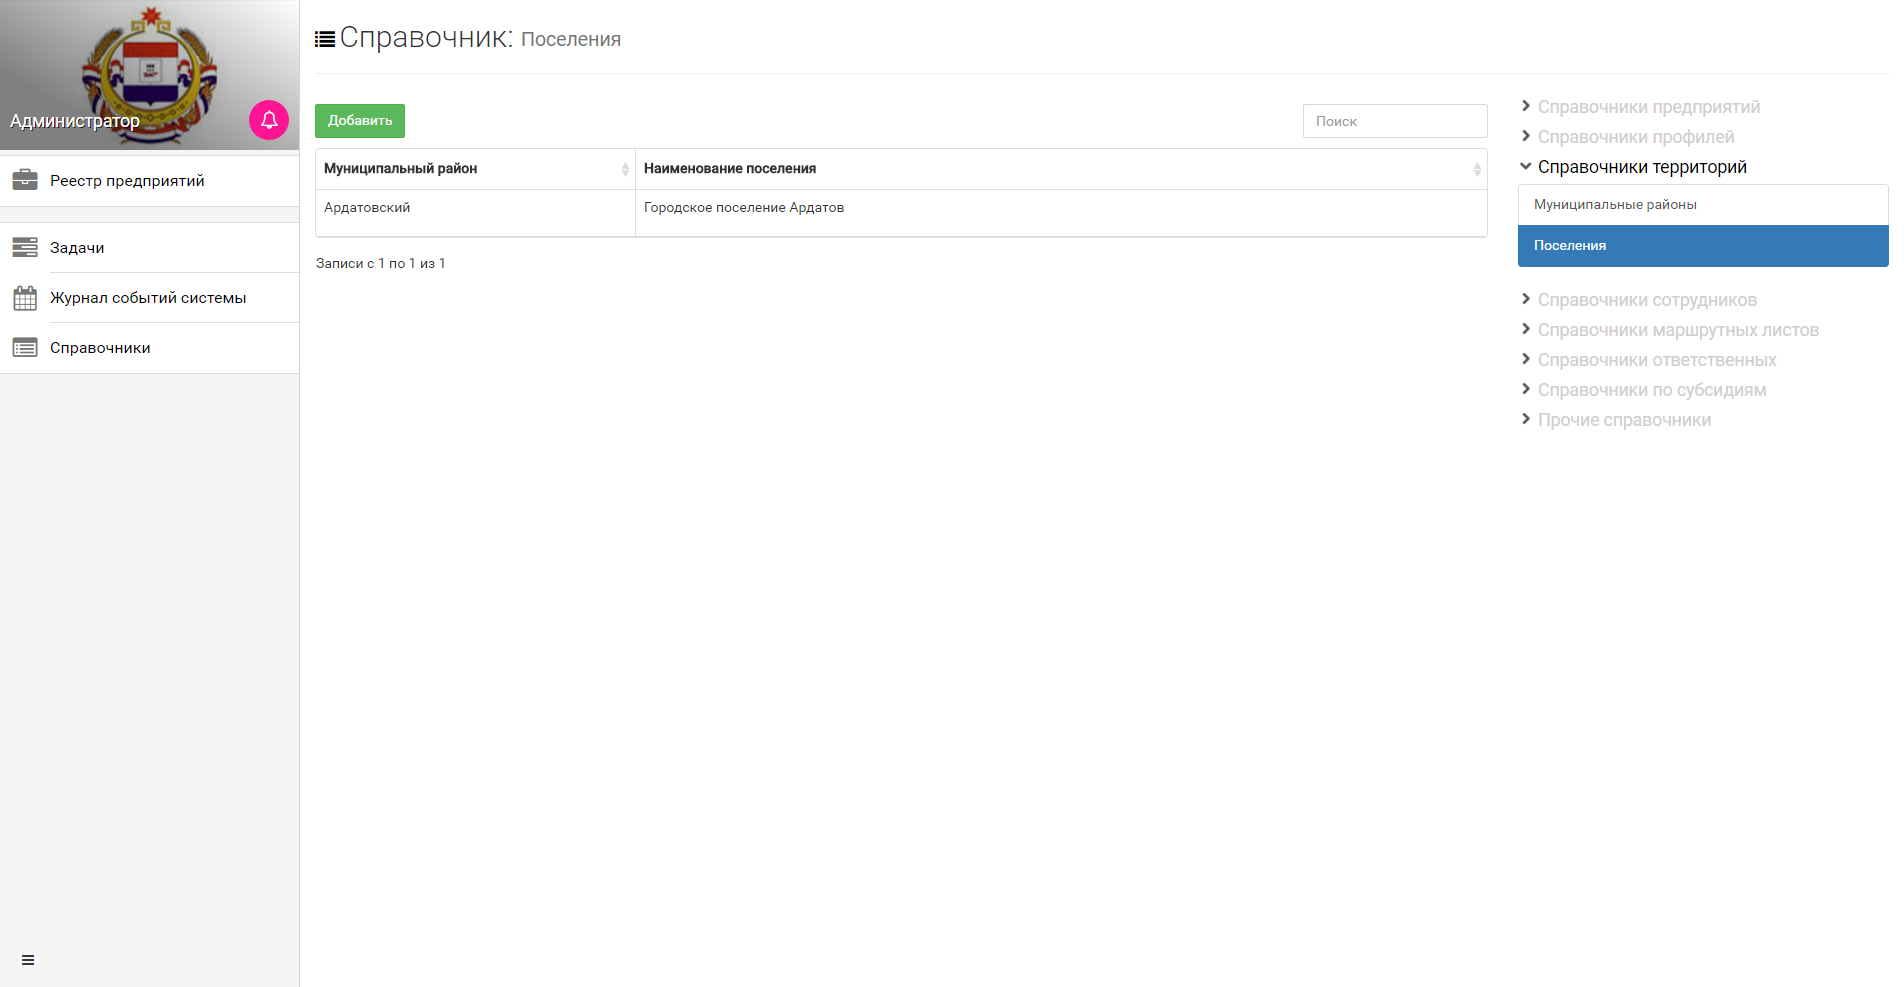 Администратор
Реестр предприятий
Задачи
Журнал событий системы
Справочники
Справочник: Поселения
Добавить
Поиск
Муниципальный район Наименование поселения
Ардатовский Городское поселение Ардатов
Записи с 1 по 1 из 1
Справочники предприятий
Справочники профилей
Справочники территорий
Муниципальные районы
Поселения
Справочники сотрудников
Справочники маршрутных листов
Справочники ответственных
Справочники по субсидиям
Прочие справочники